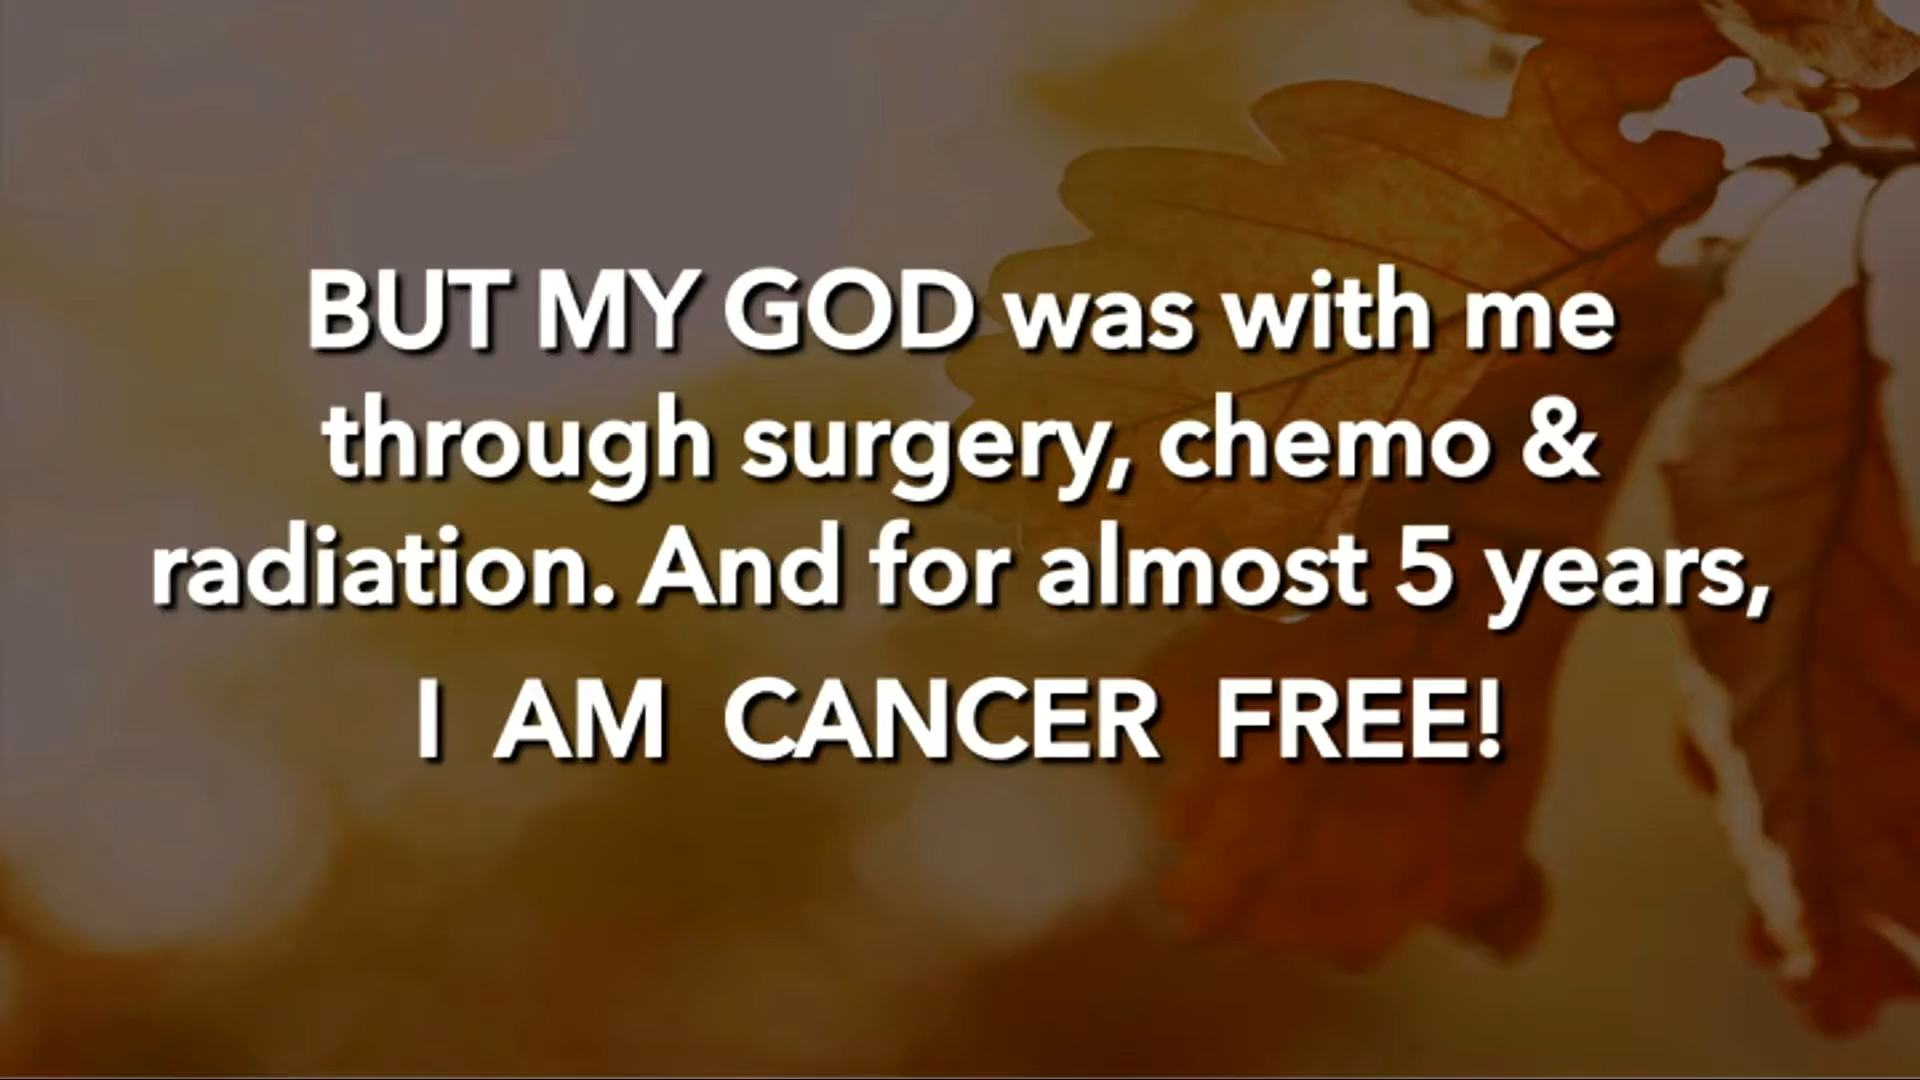 BUT MY GOD was with me
through surgery, chemo &
radiation. And for almost 5 years,
I AM CANCER FREE!